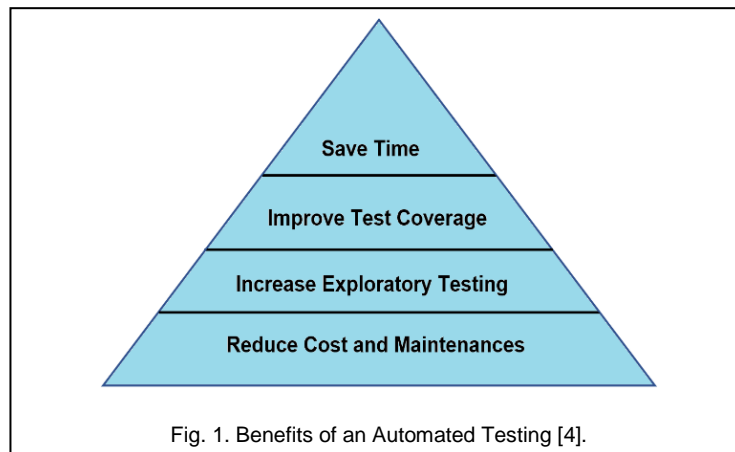 Save Time
Improve Test Coverage
Increase Exploratory Testing
Reduce Cost and Maintenances
Fig. 1. Benefits of an Automated Testing [4].